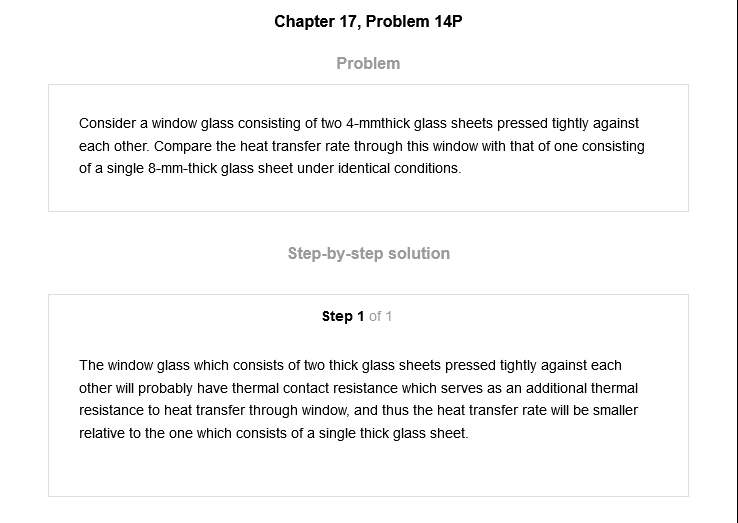 Chapter 17, Problem 14P
Problem
Consider a window glass consisting of two 4-mmthick glass sheets pressed tightly against
each other. Compare the heat transfer rate through this window with that of one consisting
of a single 8-mm-thick glass sheet under identical conditions.
Step-by-step solution
Step 1 of 1
The window glass which consists of two thick glass sheets pressed tightly against each
other will probably have thermal contact resistance which serves as an additional thermal
resistance to heat transfer through window, and thus the heat transfer rate will be smaller
relative to the one which consists of a single thick glass sheet.